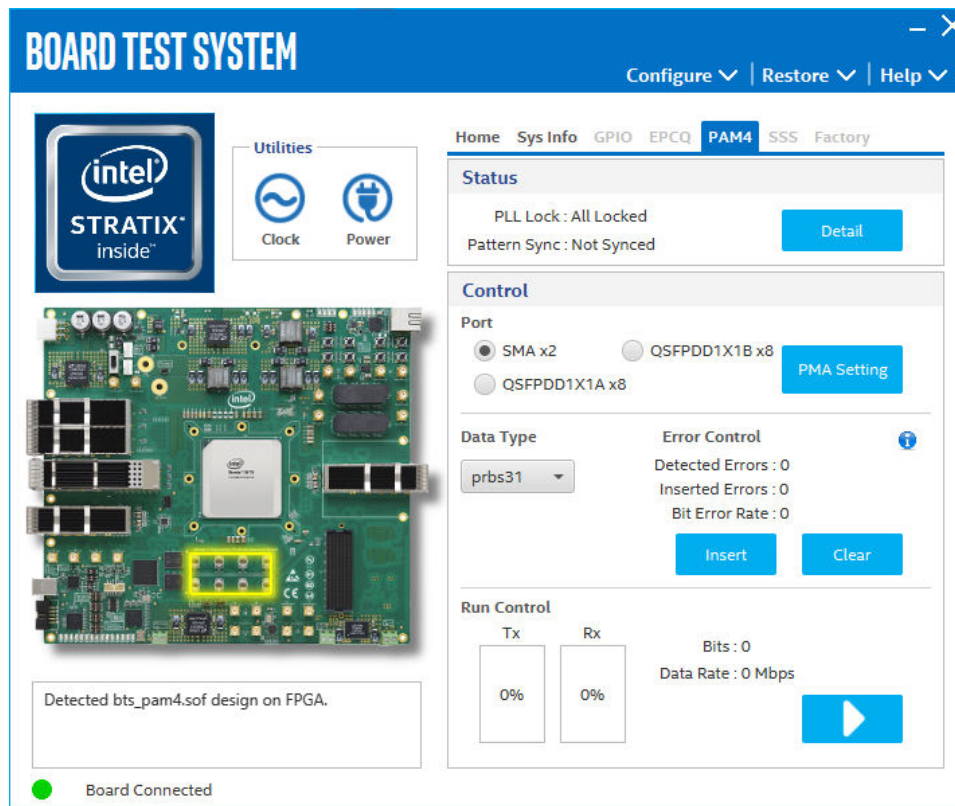 BOARD TEST SYSTEM
Configure | Restore | Help
intel
STRATIX
inside™
Utilities
Clock Power
Home Sys Info GPIO EPCQ PAM4 SSS Factory
Status
PLL Lock : All Locked
Pattern Sync : Not Synced
Detail
Control
Port
SMA x2
QSFPDD1X1B x8
QSFPDD1X1A x8
PMA Setting
Data Type
prbs31
Error Control
Detected Errors : 0
Inserted Errors : 0
Bit Error Rate : 0
Insert Clear
Run Control
Tx Rx
0% 0%
Bits : 0
Data Rate : 0 Mbps
intel
intel
CE
Detected bts_pam4.sof design on FPGA.
Board Connected